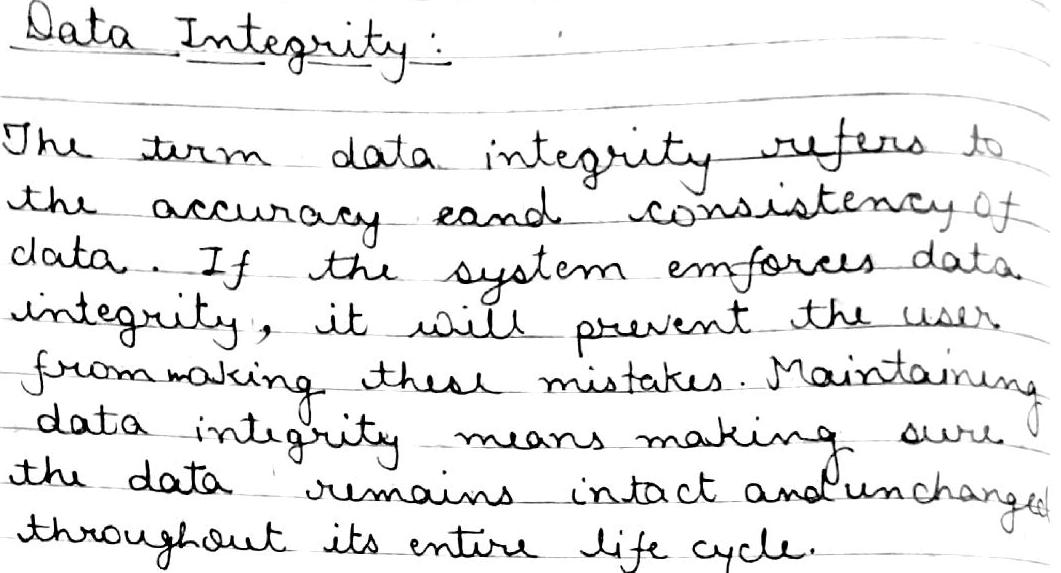 Data Integrity:
The term data integrity refers to
the accuracy eand consistency of
data. If the system emforces data
integrity, it will prevent the user
from making these mistakes. Maintaining
data integrity means making sure
the data remains intact and unchanged
throughout its entire life cycle.